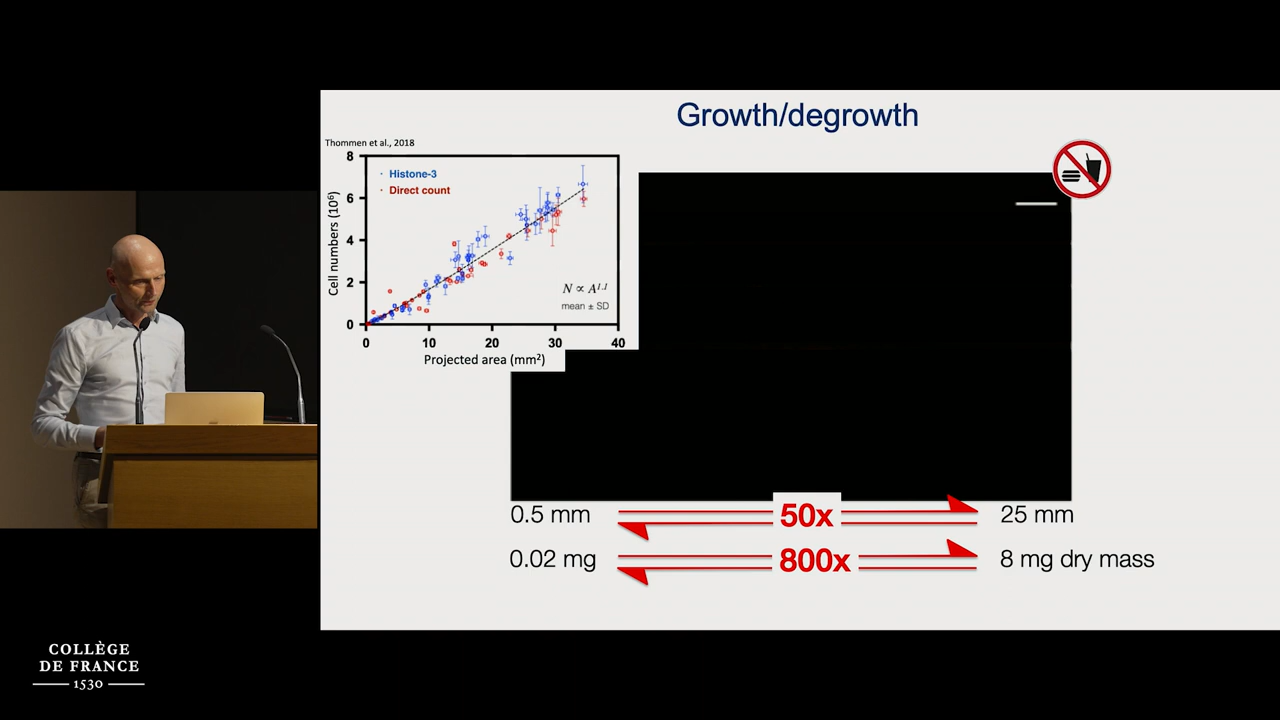 Growth/degrowth
Thommen et al., 2018
Histone-3
Direct count
Cell numbers (10⁶)
8
6
4
2
0
N ∝ A¹·¹
mean ± SD
0
10
20
30
40
Projected area (mm²)
0.5 mm
50x
25 mm
0.02 mg
800x
8 mg dry mass
COLLÈGE
DE FRANCE
1530